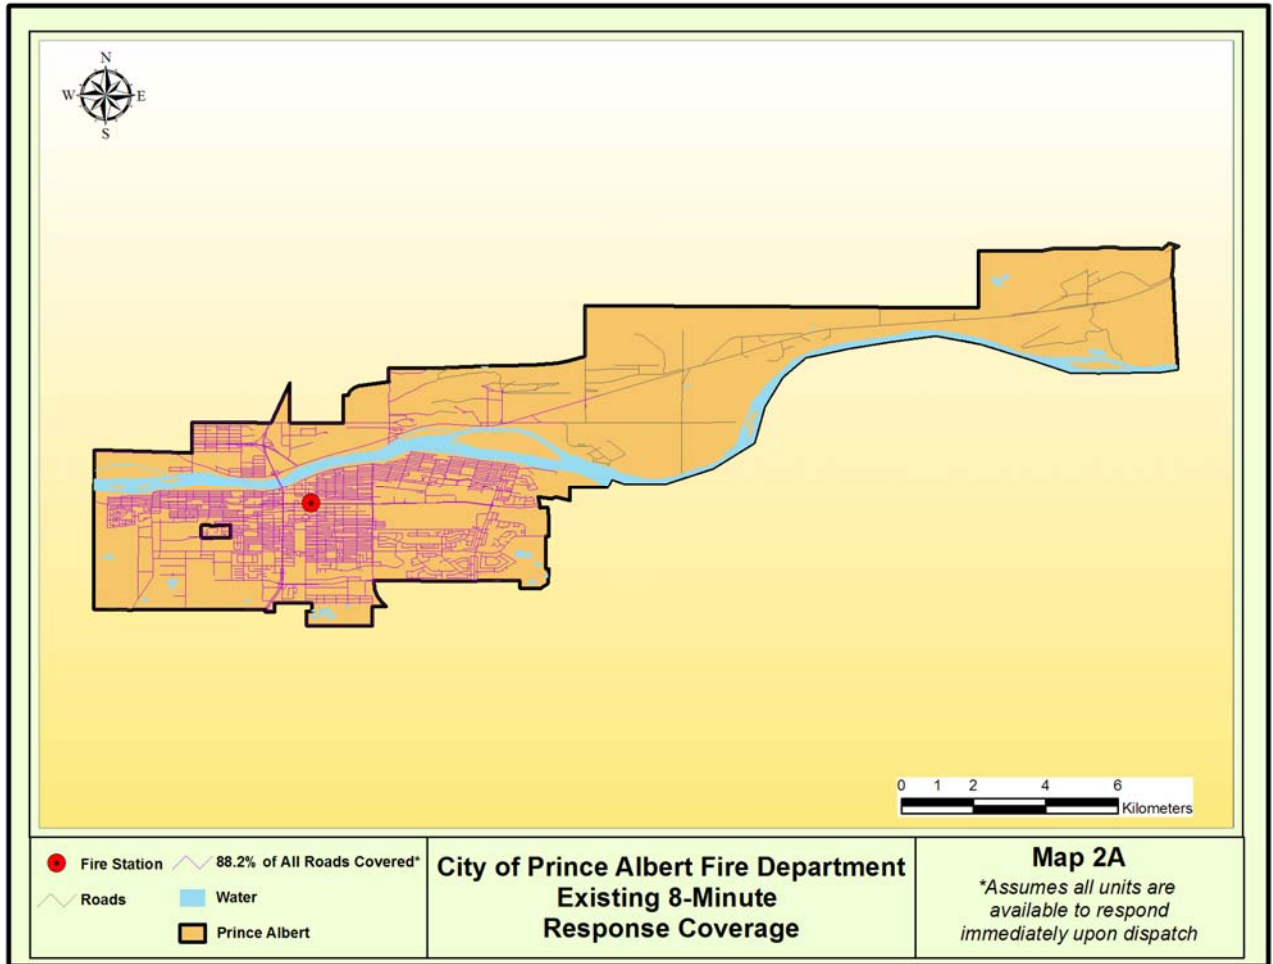 N
W E
S
0 1 2 4 6
Kilometers
Fire Station
88.2% of All Roads Covered*
Roads
Water
Prince Albert
City of Prince Albert Fire Department
Existing 8-Minute
Response Coverage
Map 2A
*Assumes all units are
available to respond
immediately upon dispatch